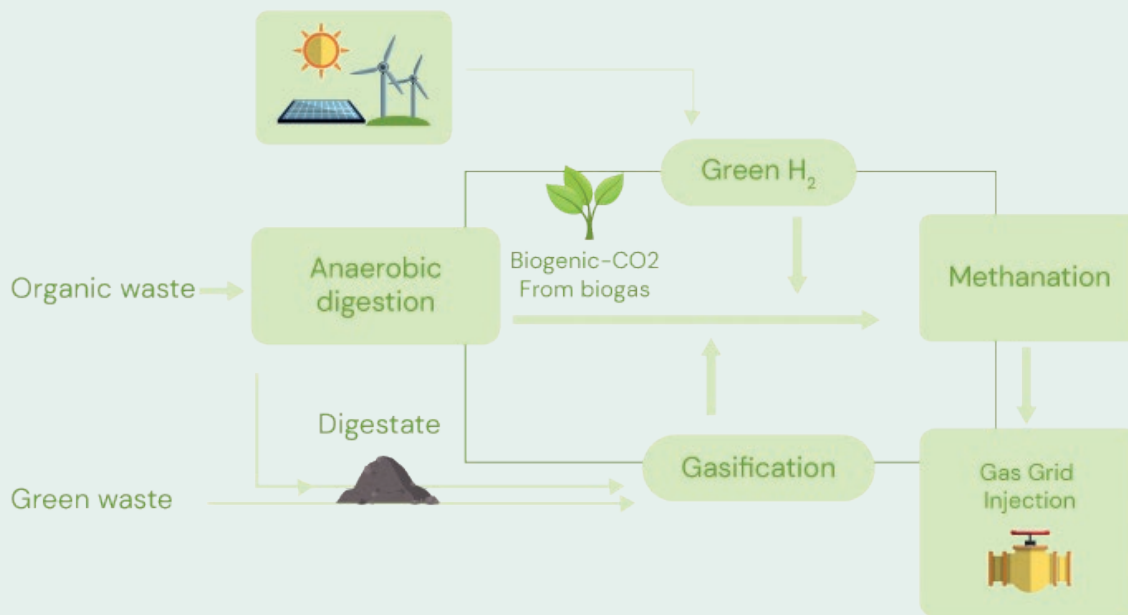 Green H₂
Biogenic-CO2
From biogas
Anaerobic
digestion
Organic waste
Methanation
Digestate
Gasification
Green waste
Gas Grid
Injection